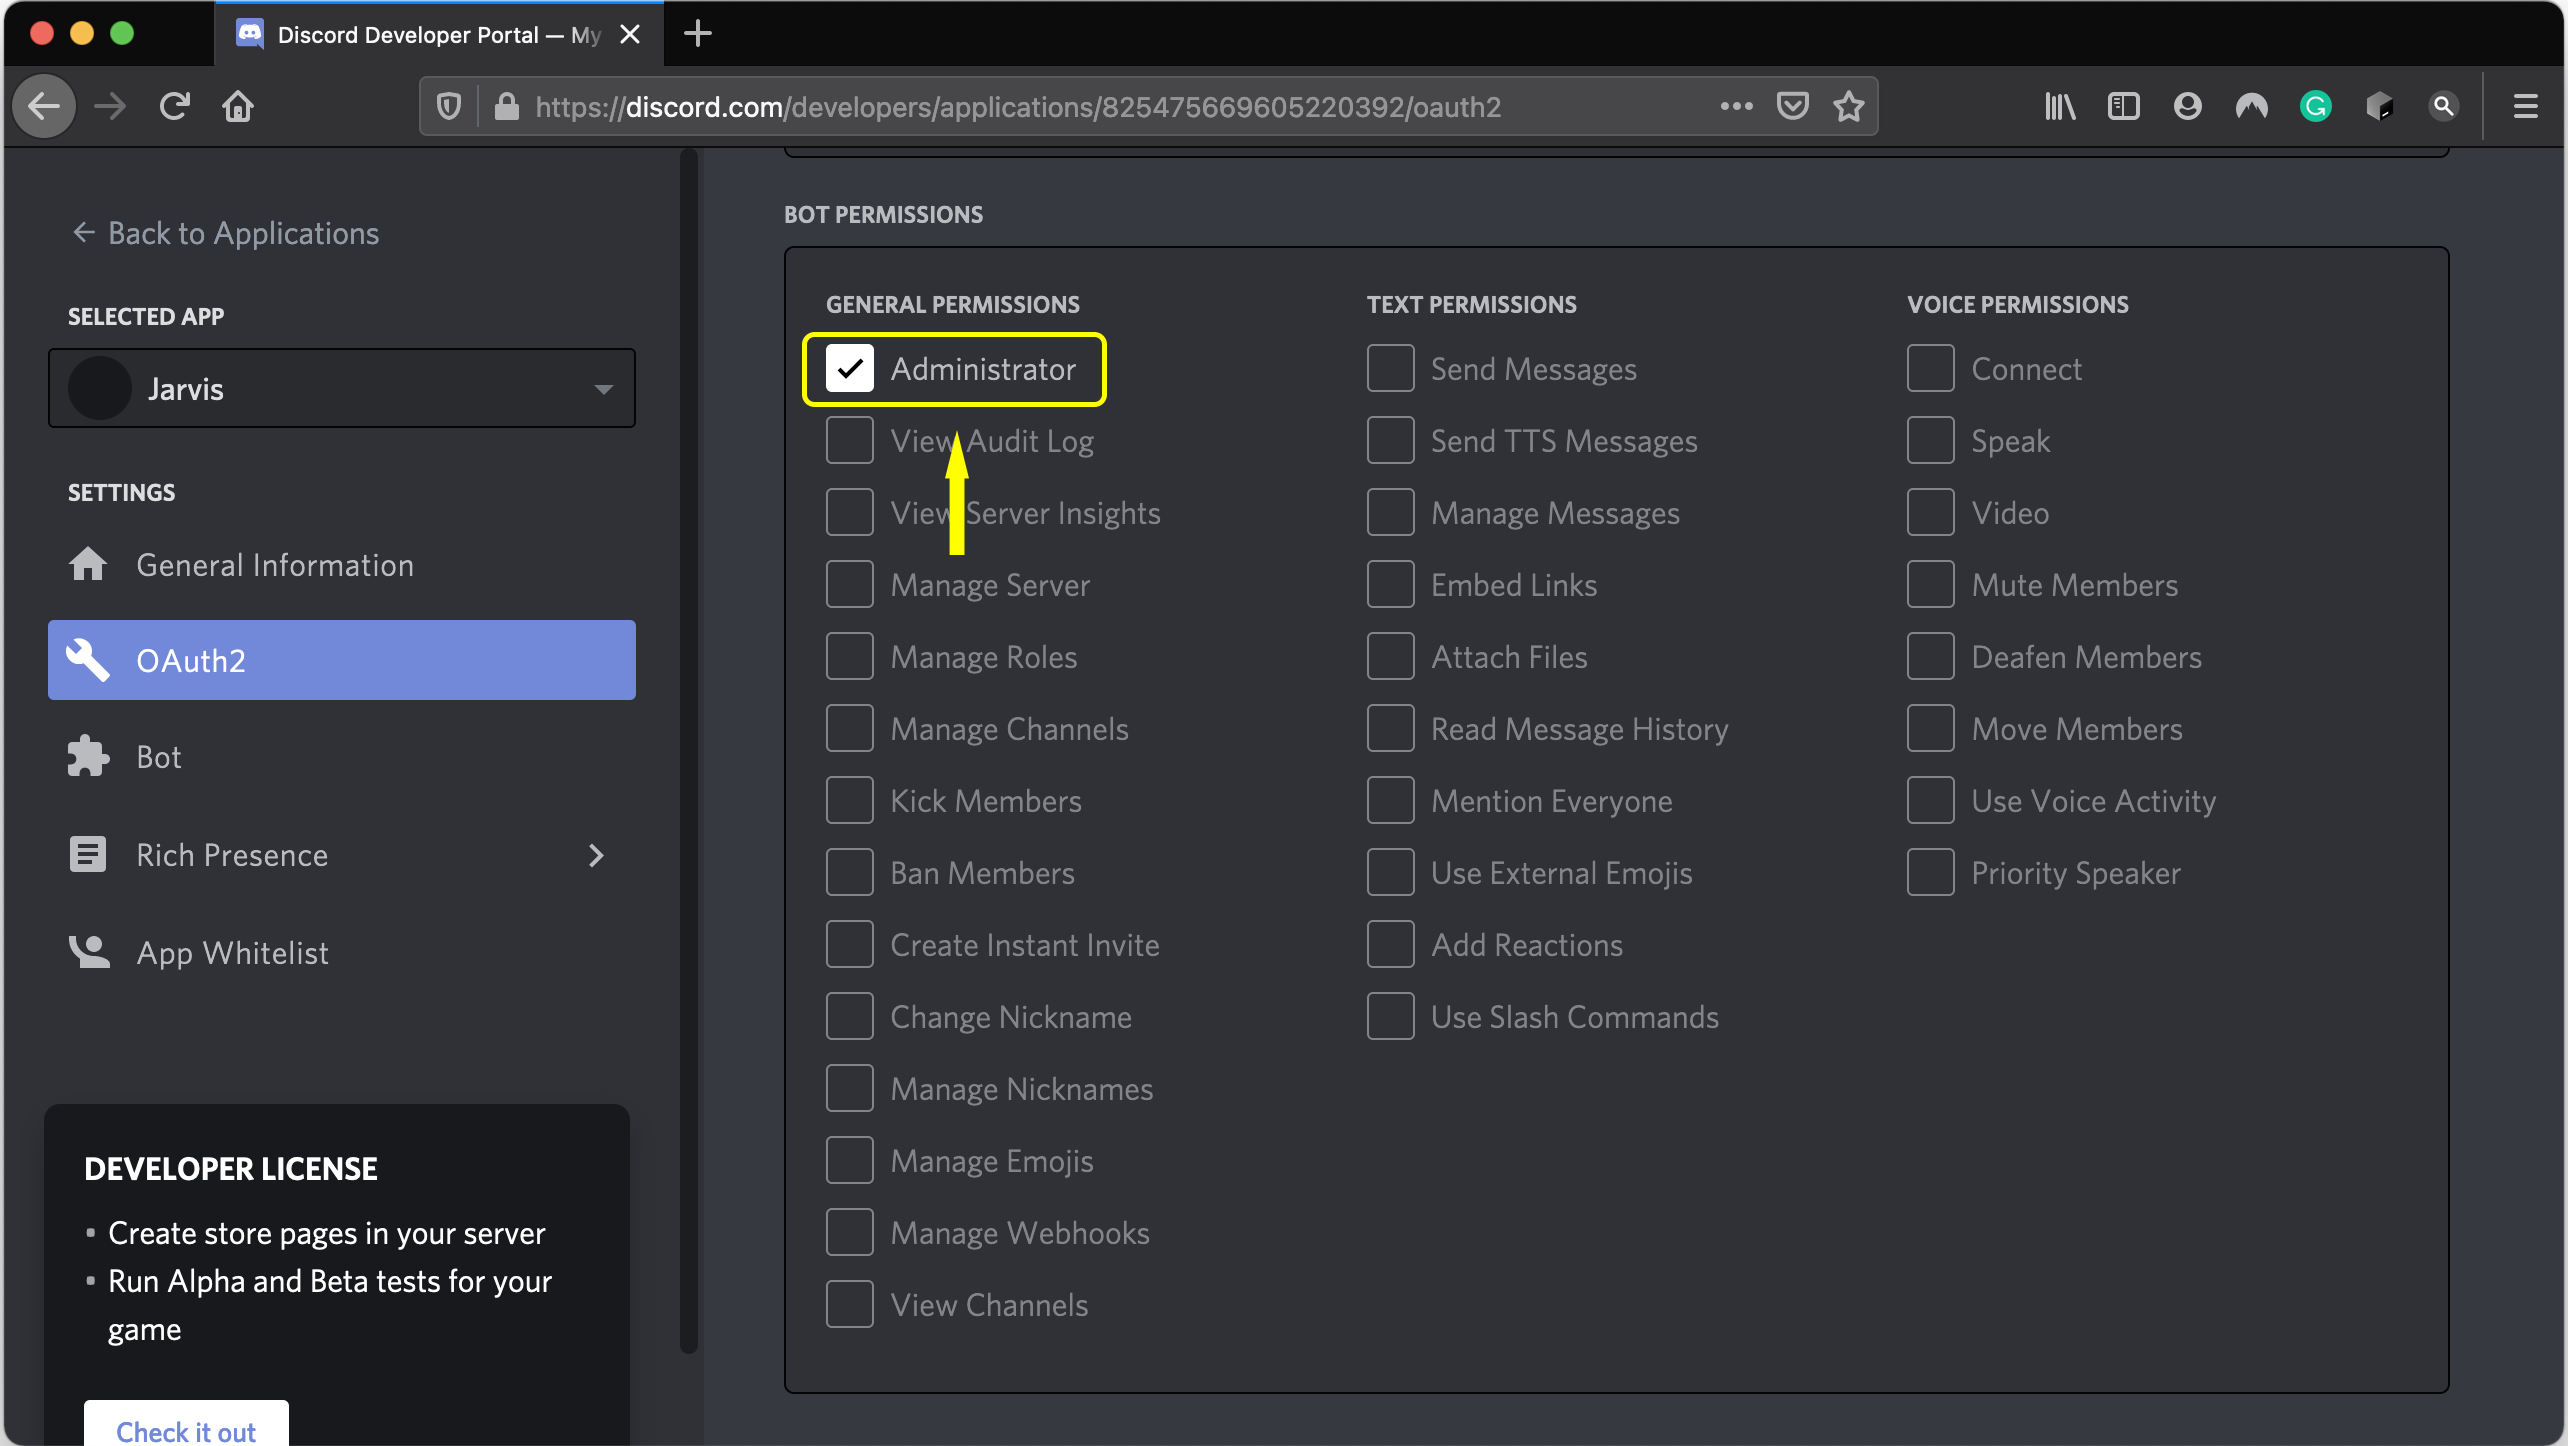 Discord Developer Portal — My
https://discord.com/developers/applications/825475669605220392/oauth2
Back to Applications
SELECTED APP
Jarvis
SETTINGS
General Information
OAuth2
Bot
Rich Presence
App Whitelist
DEVELOPER LICENSE
Create store pages in your server
Run Alpha and Beta tests for your
game
Check it out
BOT PERMISSIONS
GENERAL PERMISSIONS
Administrator
View Audit Log
View Server Insights
Manage Server
Manage Roles
Manage Channels
Kick Members
Ban Members
Create Instant Invite
Change Nickname
Manage Nicknames
Manage Emojis
Manage Webhooks
View Channels
TEXT PERMISSIONS
Send Messages
Send TTS Messages
Manage Messages
Embed Links
Attach Files
Read Message History
Mention Everyone
Use External Emojis
Add Reactions
Use Slash Commands
VOICE PERMISSIONS
Connect
Speak
Video
Mute Members
Deafen Members
Move Members
Use Voice Activity
Priority Speaker